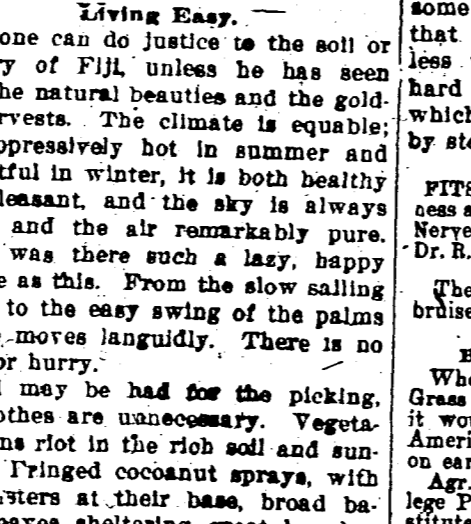 Living Easy.
one can do justice to the soil or
y of Fiji, unless he has seen
he natural beauties and the gold-
rvests. The climate is equable;
ppressively hot in summer and
tful in winter, it is both healthy
leasant, and the sky is always
and the air remarkably pure.
was there such a lazy, happy
e as this. From the slow sailing
to the easy swing of the palms
moves languidly. There is no
or hurry.
may be had for the picking,
othes are unnecessary. Vegeta-
ns riot in the rich soil and sun-
Fringed cocoanut sprays, with
sters at their base, broad ba-
sheltering
some
that
less
hard
which
by ste
FITS
ness a
Nerve
Dr. R.
The
bruise
Whe
Grass
it wou
Ameri
on ear
Agr.
lege P
stitut